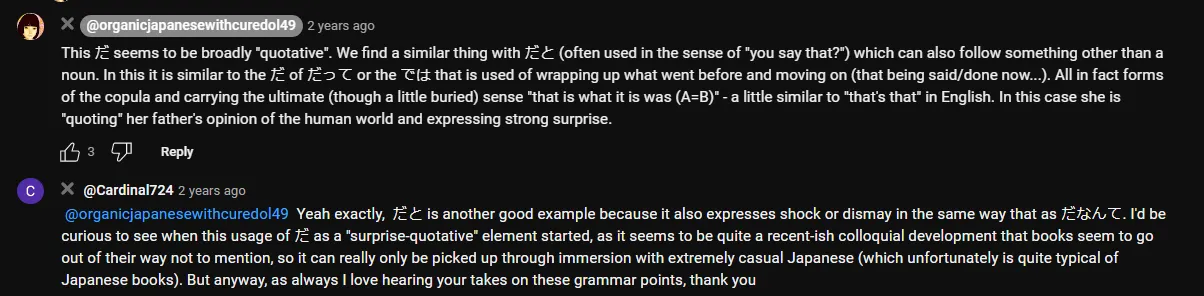 @organicjapanesewithcuredol49 2 years ago
This だ seems to be broadly "quotative". We find a similar thing with だと (often used in the sense of "you say that?") which can also follow something other than a
noun. In this it is similar to the だ of だって or the では that is used of wrapping up what went before and moving on (that being said/done now...). All in fact forms
of the copula and carrying the ultimate (though a little buried) sense "that is what it is was (A=B)" - a little similar to "that's that" in English. In this case she is
"quoting" her father's opinion of the human world and expressing strong surprise.
3 Reply
C @Cardinal724 2 years ago
@organicjapanesewithcuredol49 Yeah exactly, だと is another good example because it also expresses shock or dismay in the same way that as だなんて. I'd be
curious to see when this usage of だ as a "surprise-quotative" element started, as it seems to be quite a recent-ish colloquial development that books seem to go
out of their way not to mention, so it can really only be picked up through immersion with extremely casual Japanese (which unfortunately is quite typical of
Japanese books). But anyway, as always I love hearing your takes on these grammar points, thank you